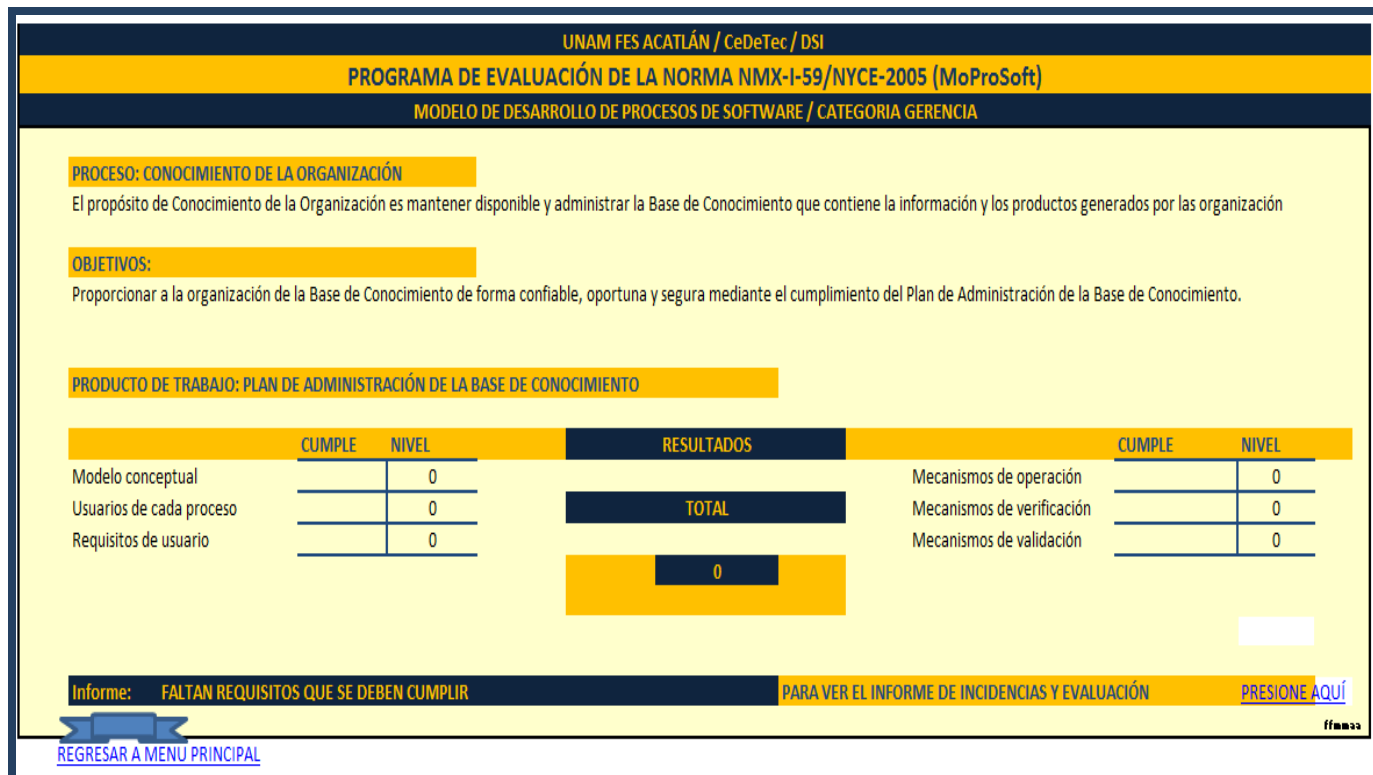 UNAM FES ACATLÁN / CeDeTec / DSI
PROGRAMA DE EVALUACIÓN DE LA NORMA NMX-I-59/NYCE-2005 (MoProSoft)
MODELO DE DESARROLLO DE PROCESOS DE SOFTWARE / CATEGORIA GERENCIA
PROCESO: CONOCIMIENTO DE LA ORGANIZACIÓN
El propósito de Conocimiento de la Organización es mantener disponible y administrar la Base de Conocimiento que contiene la información y los productos generados por las organización
OBJETIVOS:
Proporcionar a la organización de la Base de Conocimiento de forma confiable, oportuna y segura mediante el cumplimiento del Plan de Administración de la Base de Conocimiento.
PRODUCTO DE TRABAJO: PLAN DE ADMINISTRACIÓN DE LA BASE DE CONOCIMIENTO
CUMPLE NIVEL RESULTADOS CUMPLE NIVEL
Modelo conceptual 0 Mecanismos de operación 0
Usuarios de cada proceso 0 TOTAL Mecanismos de verificación 0
Requisitos de usuario 0 Mecanismos de validación 0
0
Informe: FALTAN REQUISITOS QUE SE DEBEN CUMPLIR PARA VER EL INFORME DE INCIDENCIAS Y EVALUACIÓN PRESIONE AQUÍ
ffmmaa
REGRESAR A MENU PRINCIPAL